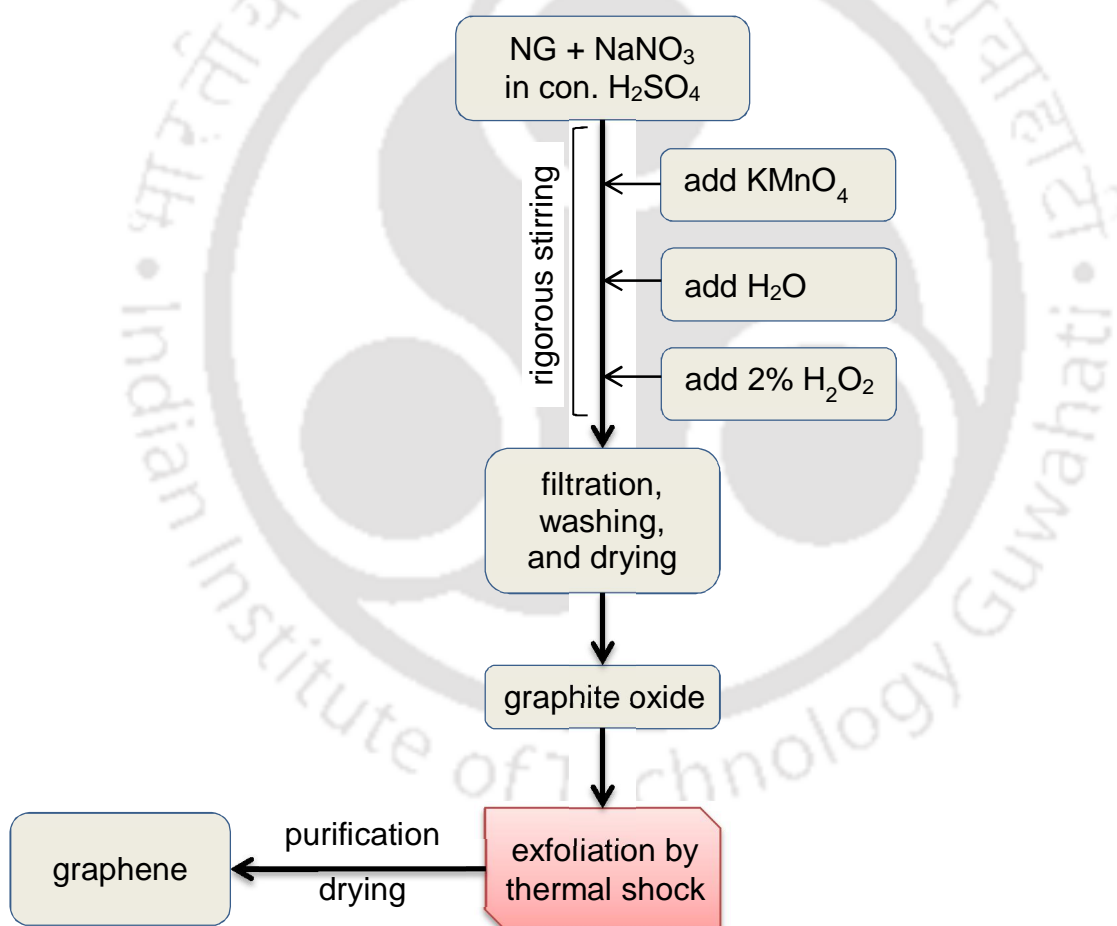 NG + NaNO₃
in con. H₂SO₄
rigorous stirring
add KMnO₄
add H₂O
add 2% H₂O₂
filtration,
washing,
and drying
graphite oxide
exfoliation by
thermal shock
purification
drying
graphene
Indian Institute of Technology Guwahati